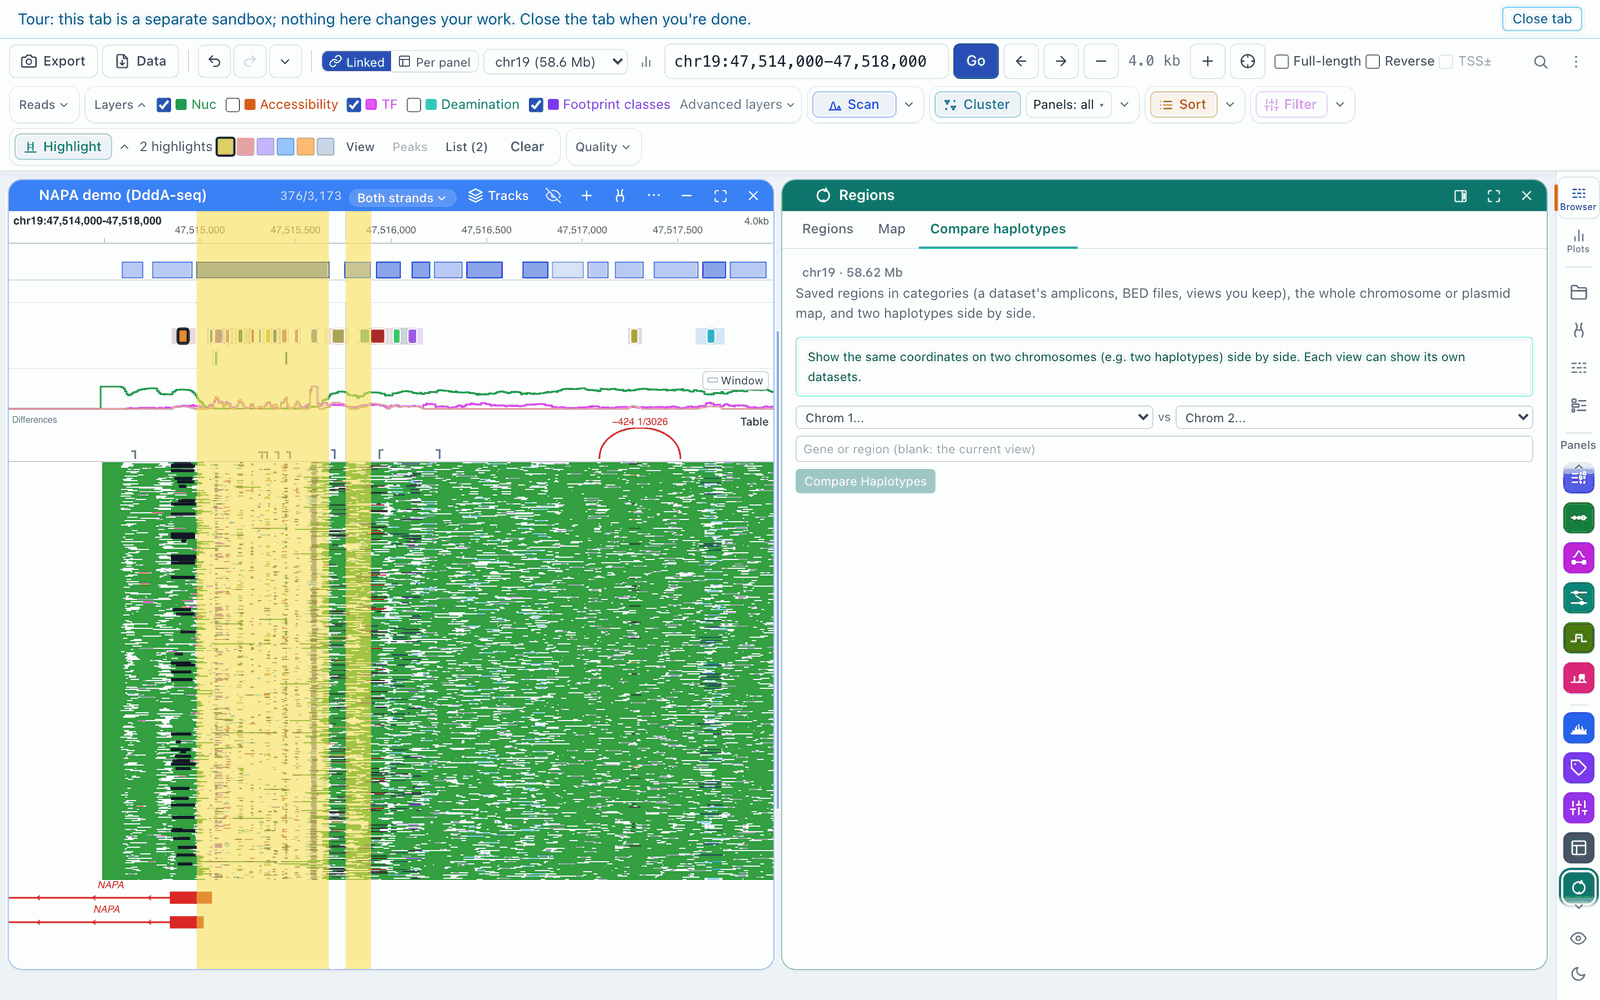 Tour: this tab is a separate sandbox; nothing here changes your work. Close the tab when you're done.
Close tab
Export
Data
Linked
Per panel
chr19 (58.6 Mb)
chr19:47,514,000–47,518,000
Go
4.0 kb
Full-length
Reverse
TSS±
Reads
Layers
Nuc
Accessibility
TF
Deamination
Footprint classes
Advanced layers
Scan
Cluster
Panels: all
Sort
Filter
Highlight
2 highlights
View
Peaks
List (2)
Clear
Quality
NAPA demo (DddA-seq)
376/3,173
Both strands
Tracks
chr19:47,514,000-47,518,000
4.0kb
47,515,000
47,515,500
47,516,000
47,516,500
47,517,000
47,517,500
Window
Differences
−424 1/3026
Table
NAPA
NAPA
Regions
Regions
Map
Compare haplotypes
chr19 · 58.62 Mb
Saved regions in categories (a dataset's amplicons, BED files, views you keep), the whole chromosome or plasmid
map, and two haplotypes side by side.
Show the same coordinates on two chromosomes (e.g. two haplotypes) side by side. Each view can show its own
datasets.
Chrom 1...
vs
Chrom 2...
Gene or region (blank: the current view)
Compare Haplotypes
Browser
Plots
Panels